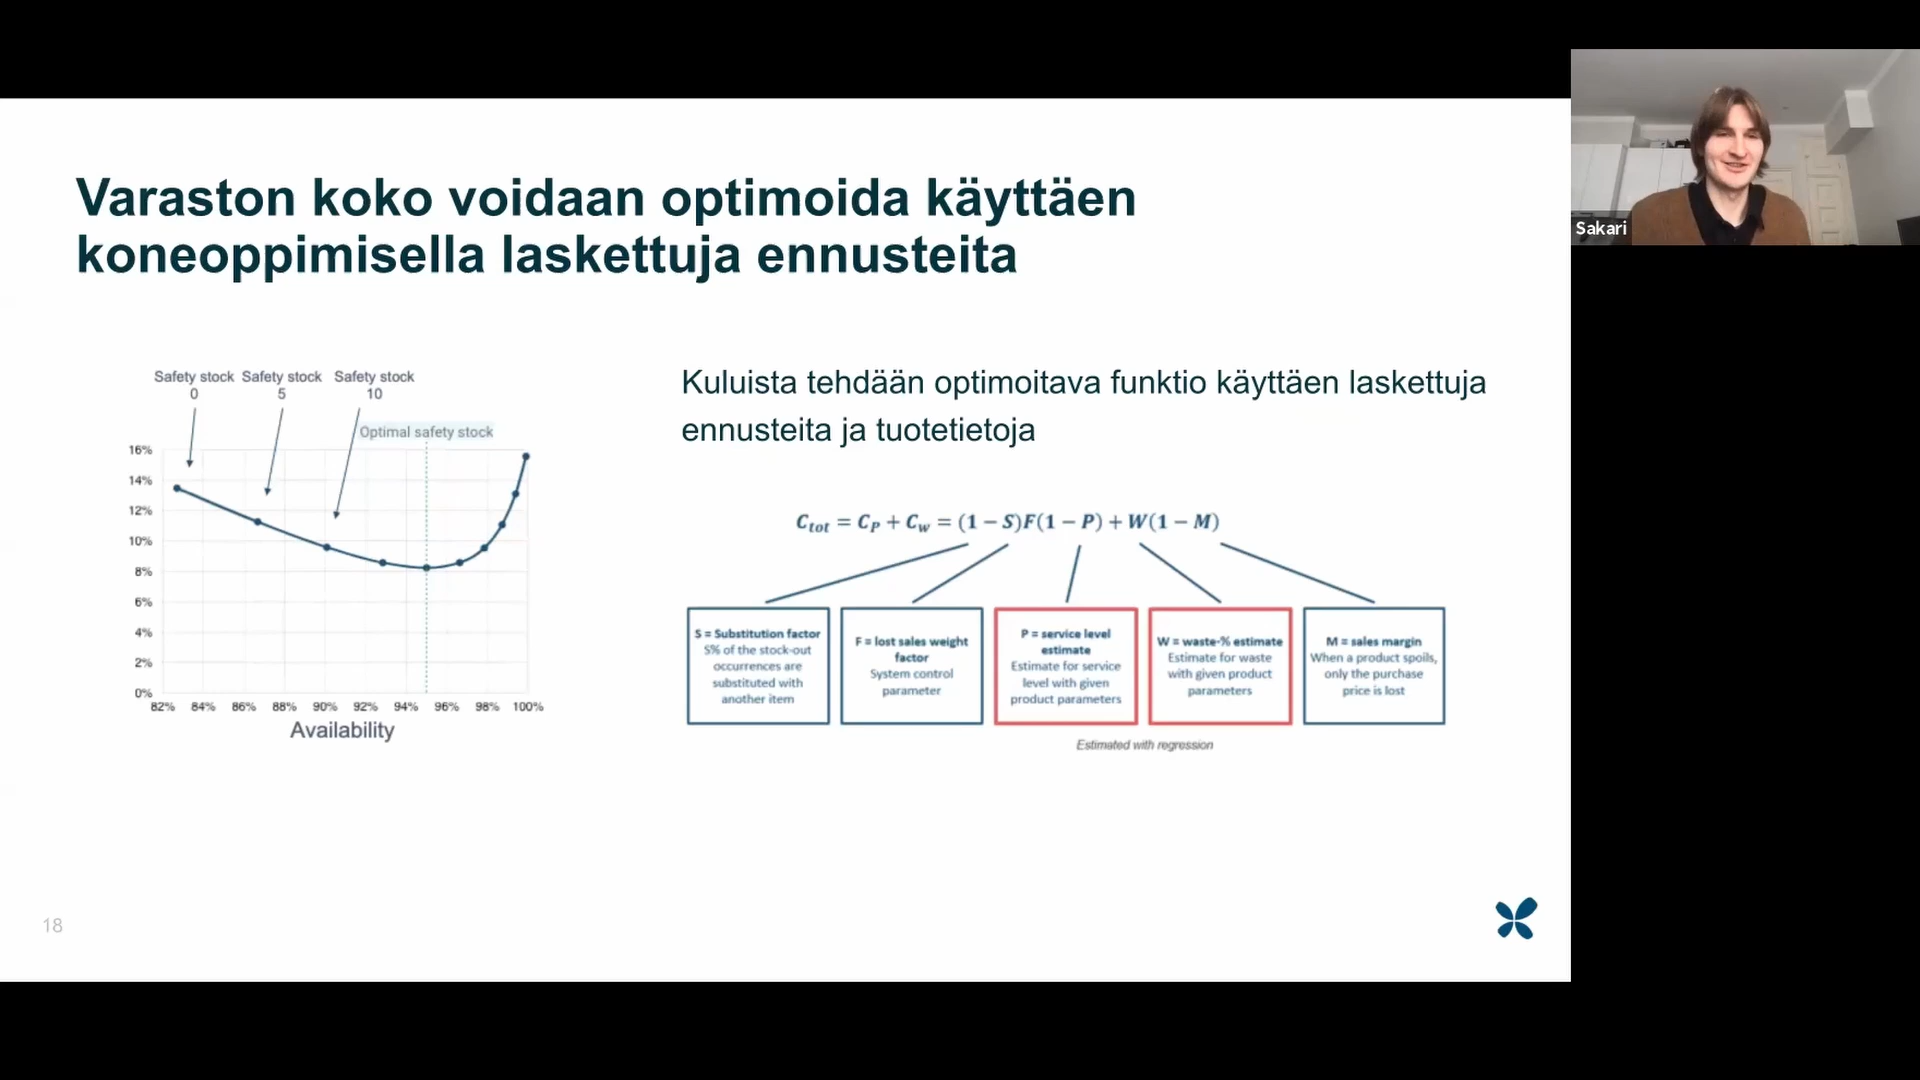 Varaston koko voidaan optimoida käyttäen
koneoppimisella laskettuja ennusteita
Safety stock
0
Safety stock
5
Safety stock
10
Optimal safety stock
16%
14%
12%
10%
8%
6%
4%
2%
0%
82% 84% 86% 88% 90% 92% 94% 96% 98% 100%
Availability
Kuluista tehdään optimoitava funktio käyttäen laskettuja
ennusteita ja tuotetietoja
C_tot = C_P + C_w = (1 − S)F(1 − P) + W(1 − M)
S = Substitution factor
S% of the stock-out
occurrences are
substituted with
another item
F = lost sales weight
factor
System control
parameter
P = service level
estimate
Estimate for service
level with given
product parameters
W = waste-% estimate
Estimate for waste
with given product
parameters
M = sales margin
When a product spoils,
only the purchase
price is lost
Estimated with regression
18
Sakari